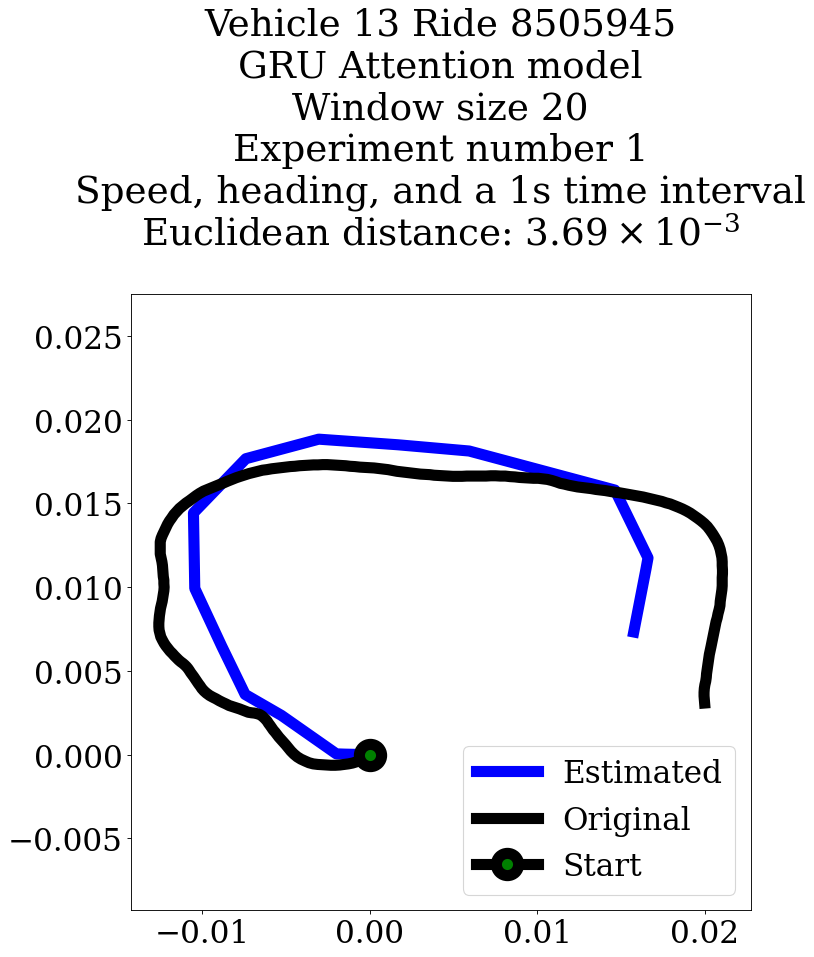 Vehicle 13 Ride 8505945
GRU Attention model
Window size 20
Experiment number 1
Speed, heading, and a 1s time interval
Euclidean distance: 3.69 × 10⁻³
0.025
0.020
0.015
0.010
0.005
0.000
−0.005
Estimated
Original
Start
−0.01 0.00 0.01 0.02